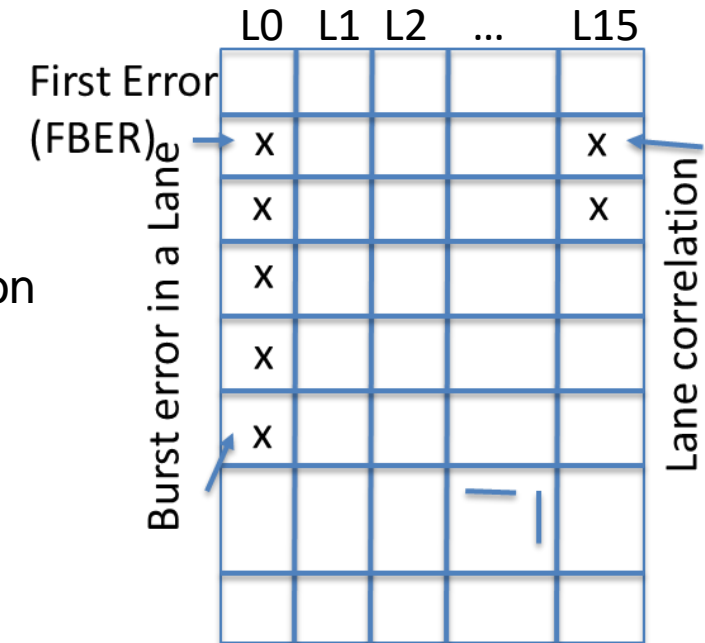 L0 L1 L2 ... L15
First Error
(FBER)
x x
x x
on
x
x
x
Burst error in a Lane
Lane correlation